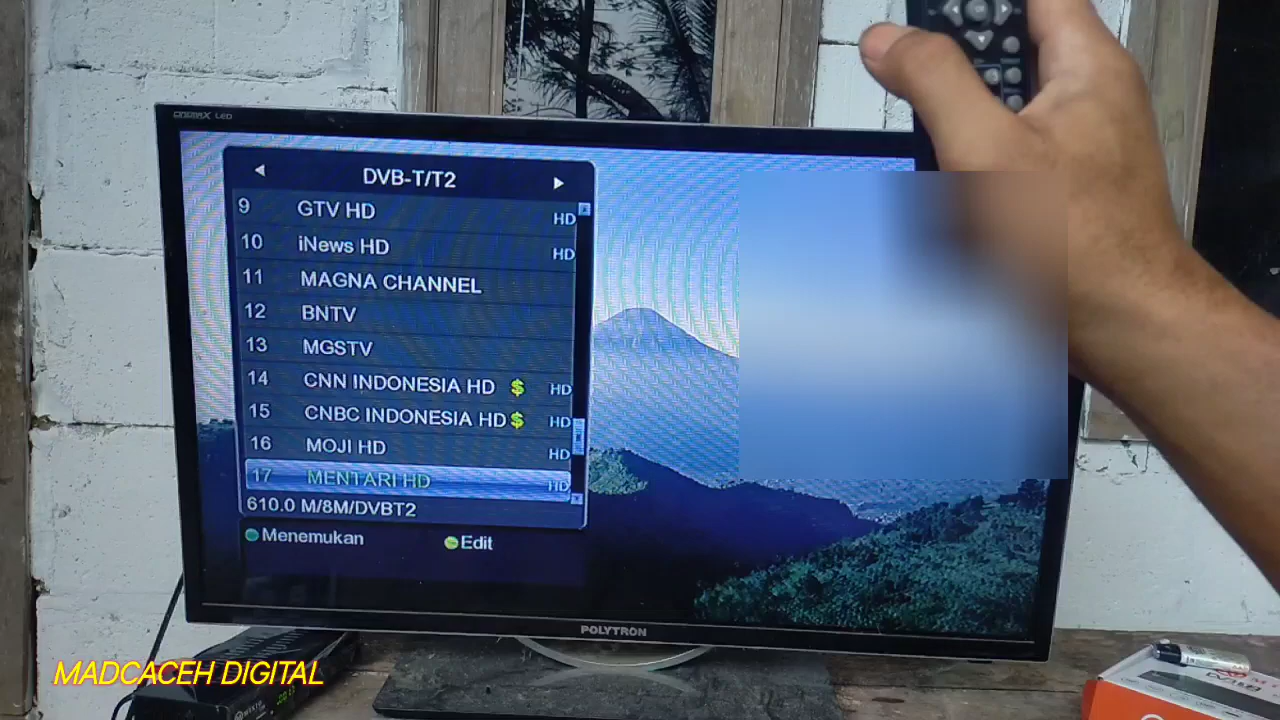 CINEMAX LED
DVB-T/T2
9 GTV HD HD
10 iNews HD HD
11 MAGNA CHANNEL
12 BNTV
13 MGSTV
14 CNN INDONESIA HD $ HD
15 CNBC INDONESIA HD $ HD
16 MOJI HD HD
17 MENTARI HD HD
610.0 M/8M/DVBT2
Menemukan Edit
POLYTRON
MADCACEH DIGITAL